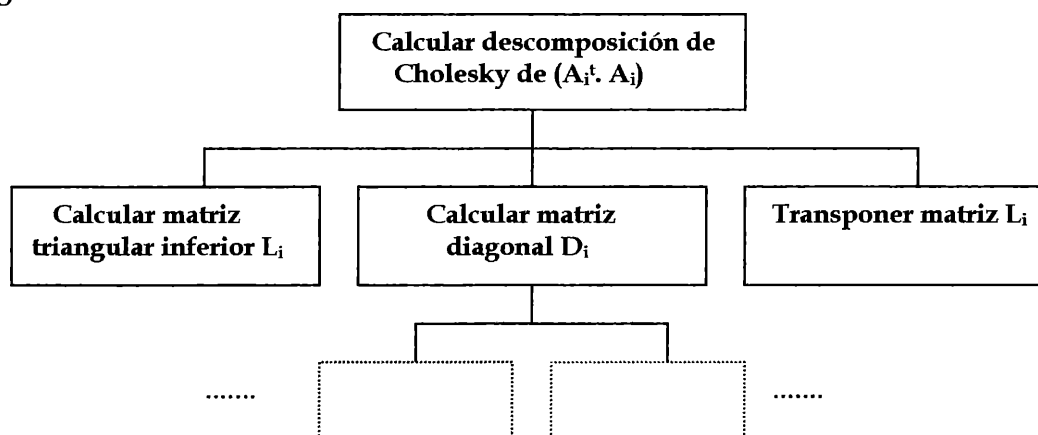 Calcular descomposición de
Cholesky de (Aᵢᵗ. Aᵢ)
Calcular matriz
triangular inferior Lᵢ
Calcular matriz
diagonal Dᵢ
Transponer matriz Lᵢ
.......
.......